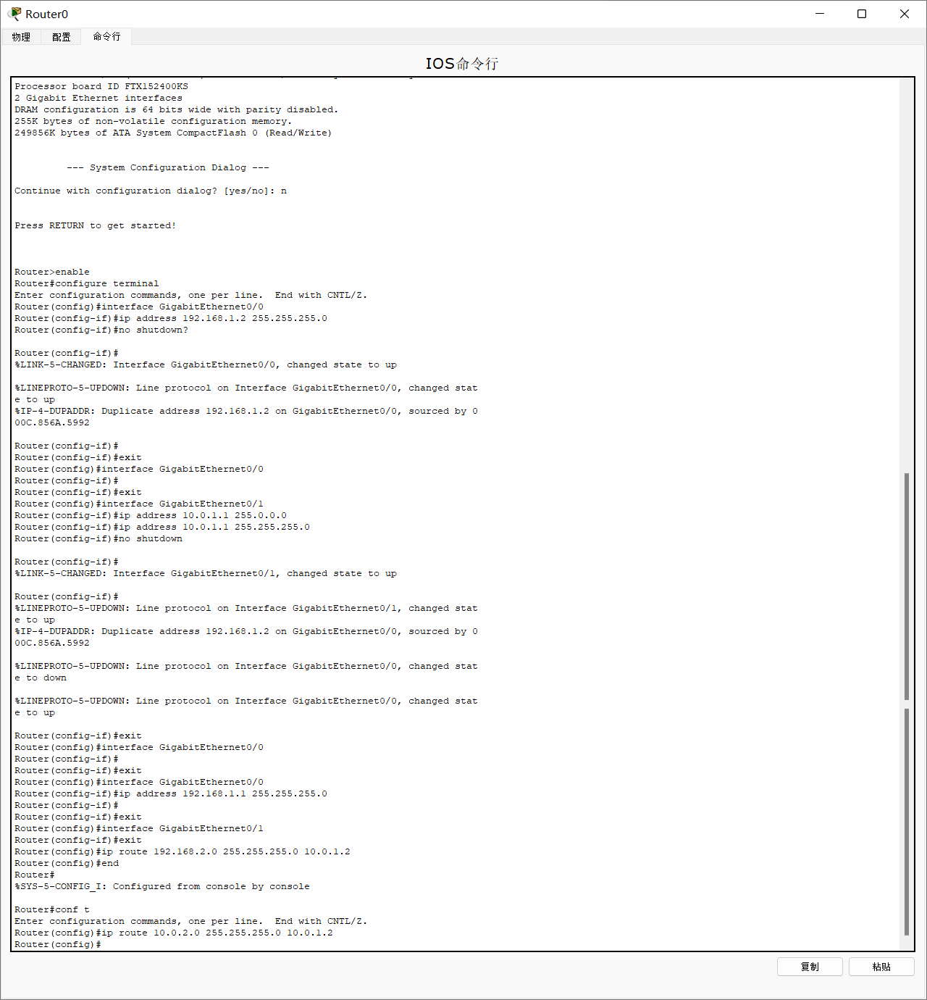 Router0
物理 配置 命令行
IOS命令行
Processor board ID FTX152400KS
2 Gigabit Ethernet interfaces
DRAM configuration is 64 bits wide with parity disabled.
255K bytes of non-volatile configuration memory.
249856K bytes of ATA System CompactFlash 0 (Read/Write)
--- System Configuration Dialog ---
Continue with configuration dialog? [yes/no]: n
Press RETURN to get started!
Router>enable
Router#configure terminal
Enter configuration commands, one per line.  End with CNTL/Z.
Router(config)#interface GigabitEthernet0/0
Router(config-if)#ip address 192.168.1.2 255.255.255.0
Router(config-if)#no shutdown?
Router(config-if)#
%LINK-5-CHANGED: Interface GigabitEthernet0/0, changed state to up
%LINEPROTO-5-UPDOWN: Line protocol on Interface GigabitEthernet0/0, changed stat
e to up
%IP-4-DUPADDR: Duplicate address 192.168.1.2 on GigabitEthernet0/0, sourced by 0
00C.856A.5992
Router(config-if)#
Router(config-if)#exit
Router(config)#interface GigabitEthernet0/0
Router(config-if)#
Router(config-if)#exit
Router(config)#interface GigabitEthernet0/1
Router(config-if)#ip address 10.0.1.1 255.0.0.0
Router(config-if)#ip address 10.0.1.1 255.255.255.0
Router(config-if)#no shutdown
Router(config-if)#
%LINK-5-CHANGED: Interface GigabitEthernet0/1, changed state to up
Router(config-if)#
%LINEPROTO-5-UPDOWN: Line protocol on Interface GigabitEthernet0/1, changed stat
e to up
%IP-4-DUPADDR: Duplicate address 192.168.1.2 on GigabitEthernet0/0, sourced by 0
00C.856A.5992
%LINEPROTO-5-UPDOWN: Line protocol on Interface GigabitEthernet0/0, changed stat
e to down
%LINEPROTO-5-UPDOWN: Line protocol on Interface GigabitEthernet0/0, changed stat
e to up
Router(config-if)#exit
Router(config)#interface GigabitEthernet0/0
Router(config-if)#
Router(config-if)#exit
Router(config)#interface GigabitEthernet0/0
Router(config-if)#ip address 192.168.1.1 255.255.255.0
Router(config-if)#
Router(config-if)#exit
Router(config)#interface GigabitEthernet0/1
Router(config-if)#exit
Router(config)#ip route 192.168.2.0 255.255.255.0 10.0.1.2
Router(config)#end
Router#
%SYS-5-CONFIG_I: Configured from console by console
Router#conf t
Enter configuration commands, one per line.  End with CNTL/Z.
Router(config)#ip route 10.0.2.0 255.255.255.0 10.0.1.2
Router(config)#
复制 粘贴